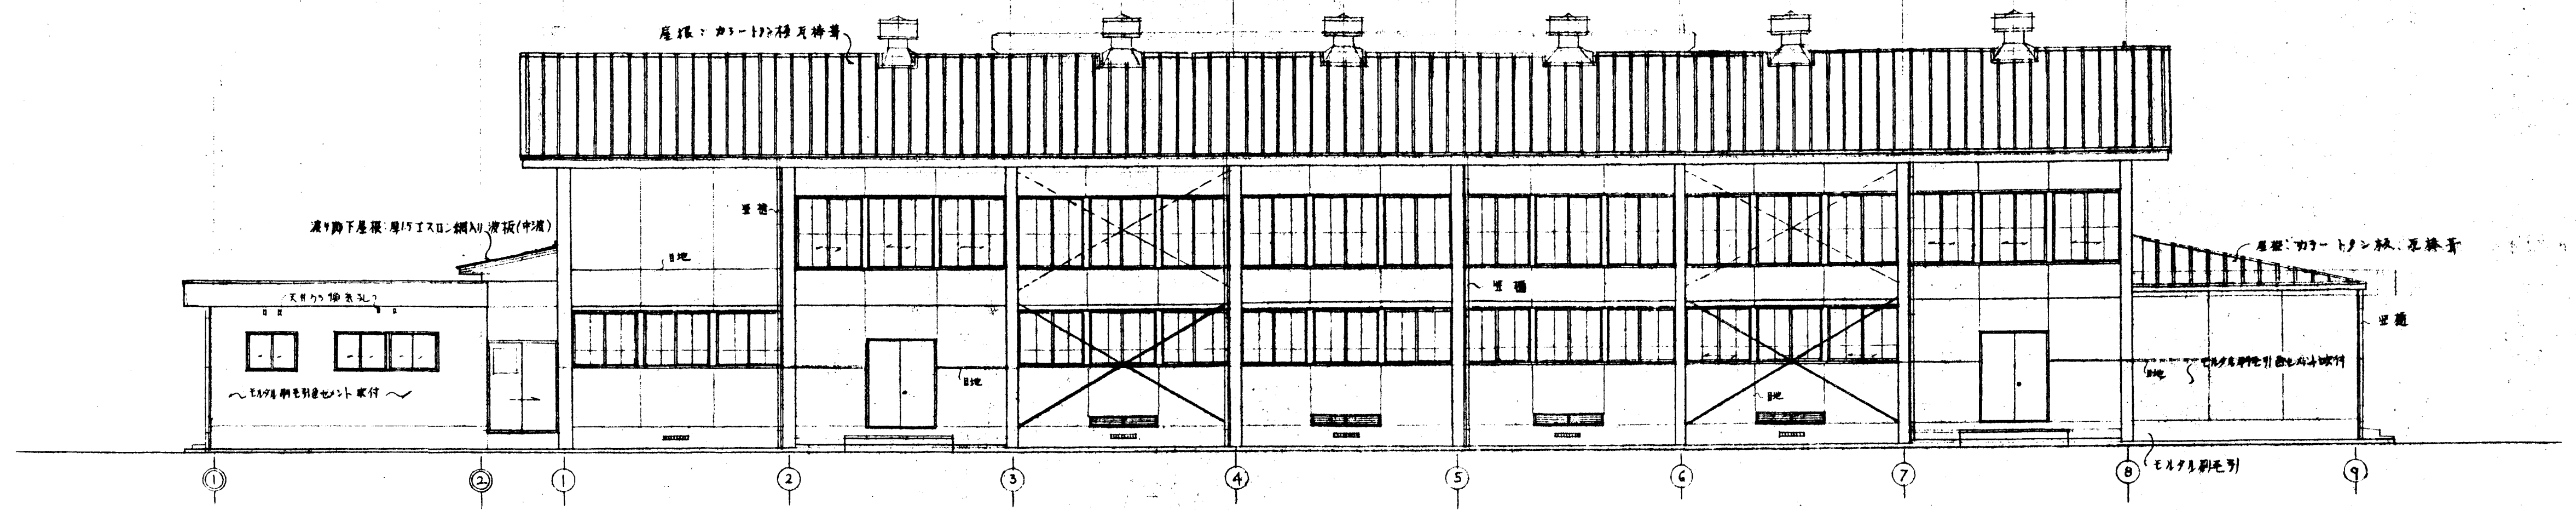 屋根：カラートタン板瓦棒葺
竪樋
渡り廊下屋根：厚1.5エスロン網入り波板(中波)
目地
屋根：カラートタン板、瓦棒葺
竪樋
天井フラ換気孔
竪樋
モルタル刷毛引色セメント吹付
目地
目地
目地
モルタル刷毛引色セメント吹付
モルタル刷毛引
1 2 1 2 3 4 5 6 7 8 9